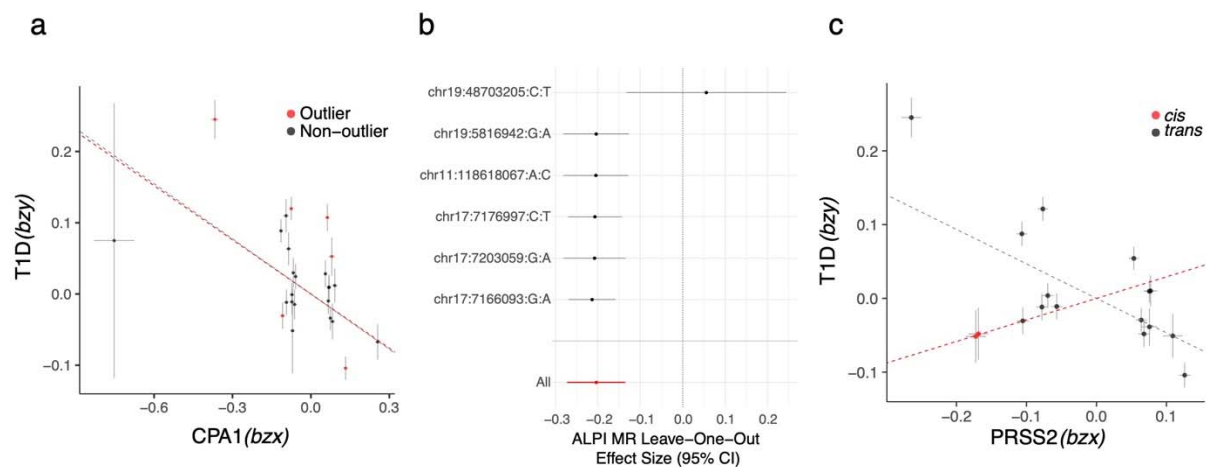 a
b
c
T1D(bzy)
0.2
0.1
0.0
−0.1
−0.6
−0.3
0.0
0.3
CPA1(bzx)
Outlier
Non−outlier
chr19:48703205:C:T
chr19:5816942:G:A
chr11:118618067:A:C
chr17:7176997:C:T
chr17:7203059:G:A
chr17:7166093:G:A
All
−0.3
−0.2
−0.1
0.0
0.1
0.2
ALPI MR Leave−One−Out
Effect Size (95% CI)
T1D(bzy)
0.2
0.1
0.0
−0.1
−0.2
−0.1
0.0
0.1
PRSS2(bzx)
cis
trans